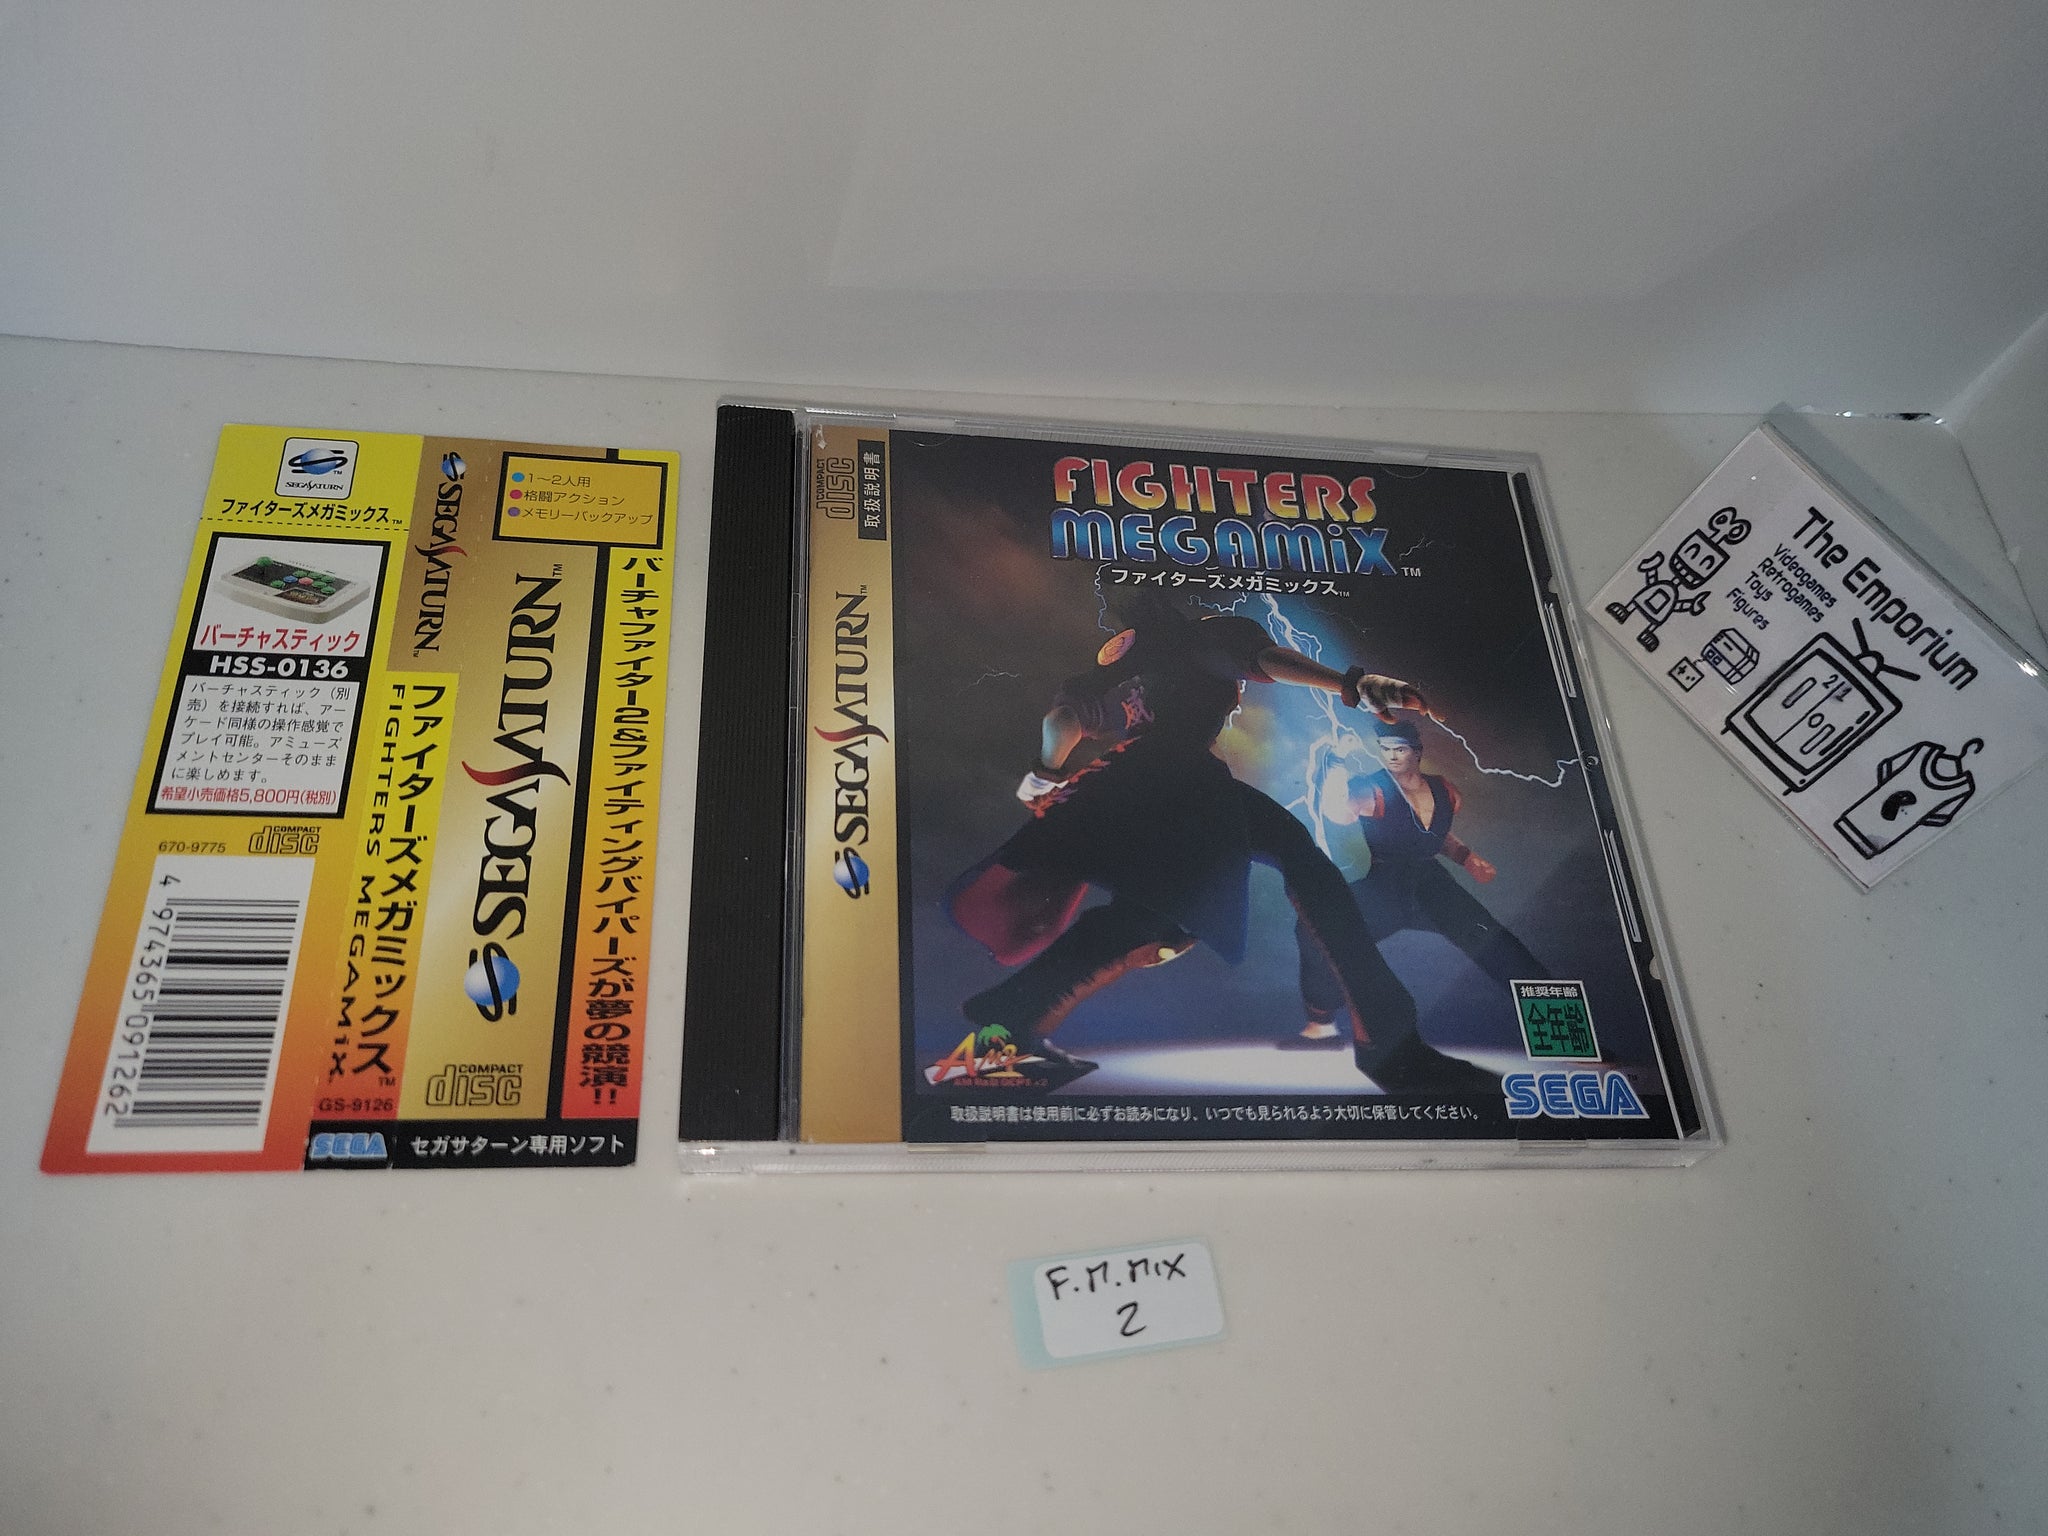 SEGA SATURN
TM
ファイターズメガミックス TM
バーチャスティック
HSS-0136
バーチャスティック（別
売）を接続すれば、アー
ケード同様の操作感覚で
プレイ可能。アミューズ
メントセンターそのまま
に楽しめます。
希望小売価格5,800円(税別)
670-9775
COMPACT
disc
4 974365 091262
SEGA SATURN TM
ファイターズメガミックス TM
FIGHTERS MEGAMiX
GS-9126
SEGA
●1〜2人用
●格闘アクション
●メモリーバックアップ
SEGA SATURN TM
COMPACT
disc
バーチャファイター2&ファイティングバイパーズが夢の競演!!
セガサターン専用ソフト
COMPACT
disc
取扱説明書
SEGA SATURN TM
FIGHTERS
MEGAMiX TM
ファイターズメガミックス TM
威
AM2
AM R&D DEPT. #2
推奨年齢
全年齢
SEGA
取扱説明書は使用前に必ずお読みになり、いつでも見られるよう大切に保管してください。
The Emporium
Videogames
Retrogames
Toys
Figures
F.M.MIX
2